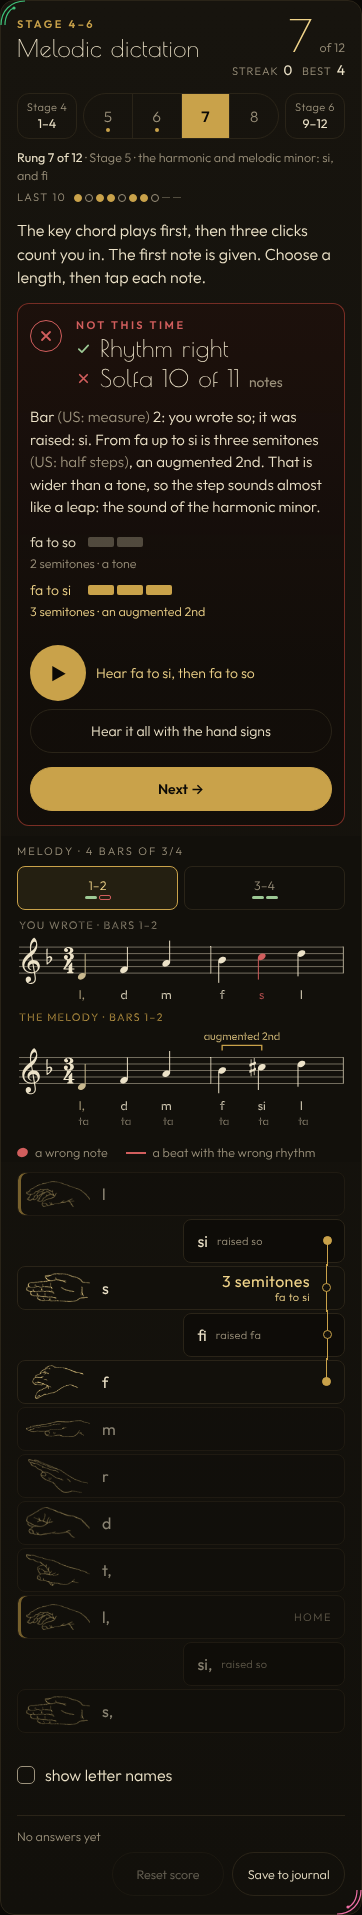 STAGE 4–6
Melodic dictation
7 of 12
STREAK 0 BEST 4
Stage 4
1–4
5
6
7
8
Stage 6
9–12
Rung 7 of 12 · Stage 5 · the harmonic and melodic minor: si,
and fi
LAST 10
The key chord plays first, then three clicks
count you in. The first note is given. Choose a
length, then tap each note.
NOT THIS TIME
Rhythm right
Solfa 10 of 11 notes
Bar (US: measure) 2: you wrote so; it was
raised: si. From fa up to si is three semitones
(US: half steps), an augmented 2nd. That is
wider than a tone, so the step sounds almost
like a leap: the sound of the harmonic minor.
fa to so
2 semitones · a tone
fa to si
3 semitones · an augmented 2nd
Hear fa to si, then fa to so
Hear it all with the hand signs
Next →
MELODY · 4 BARS OF 3/4
1–2
3–4
YOU WROTE · BARS 1–2
3
4
l, d m f s l
THE MELODY · BARS 1–2
augmented 2nd
3
4
l, d m f si l
ta ta ta ta ta ta
a wrong note
a beat with the wrong rhythm
l
si raised so
s
3 semitones
fa to si
fi raised fa
f
m
r
d
t,
l, HOME
si, raised so
s,
show letter names
No answers yet
Reset score
Save to journal